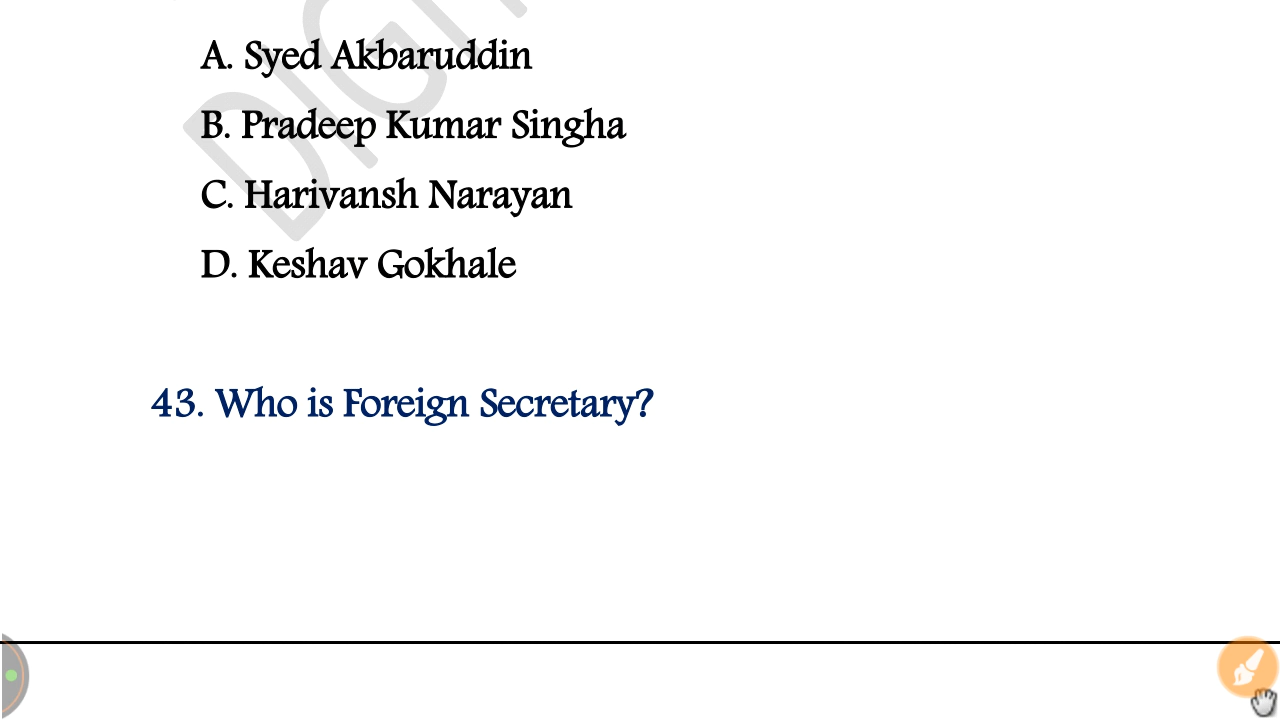 A. Syed Akbaruddin
B. Pradeep Kumar Singha
C. Harivansh Narayan
D. Keshav Gokhale
43. Who is Foreign Secretary?